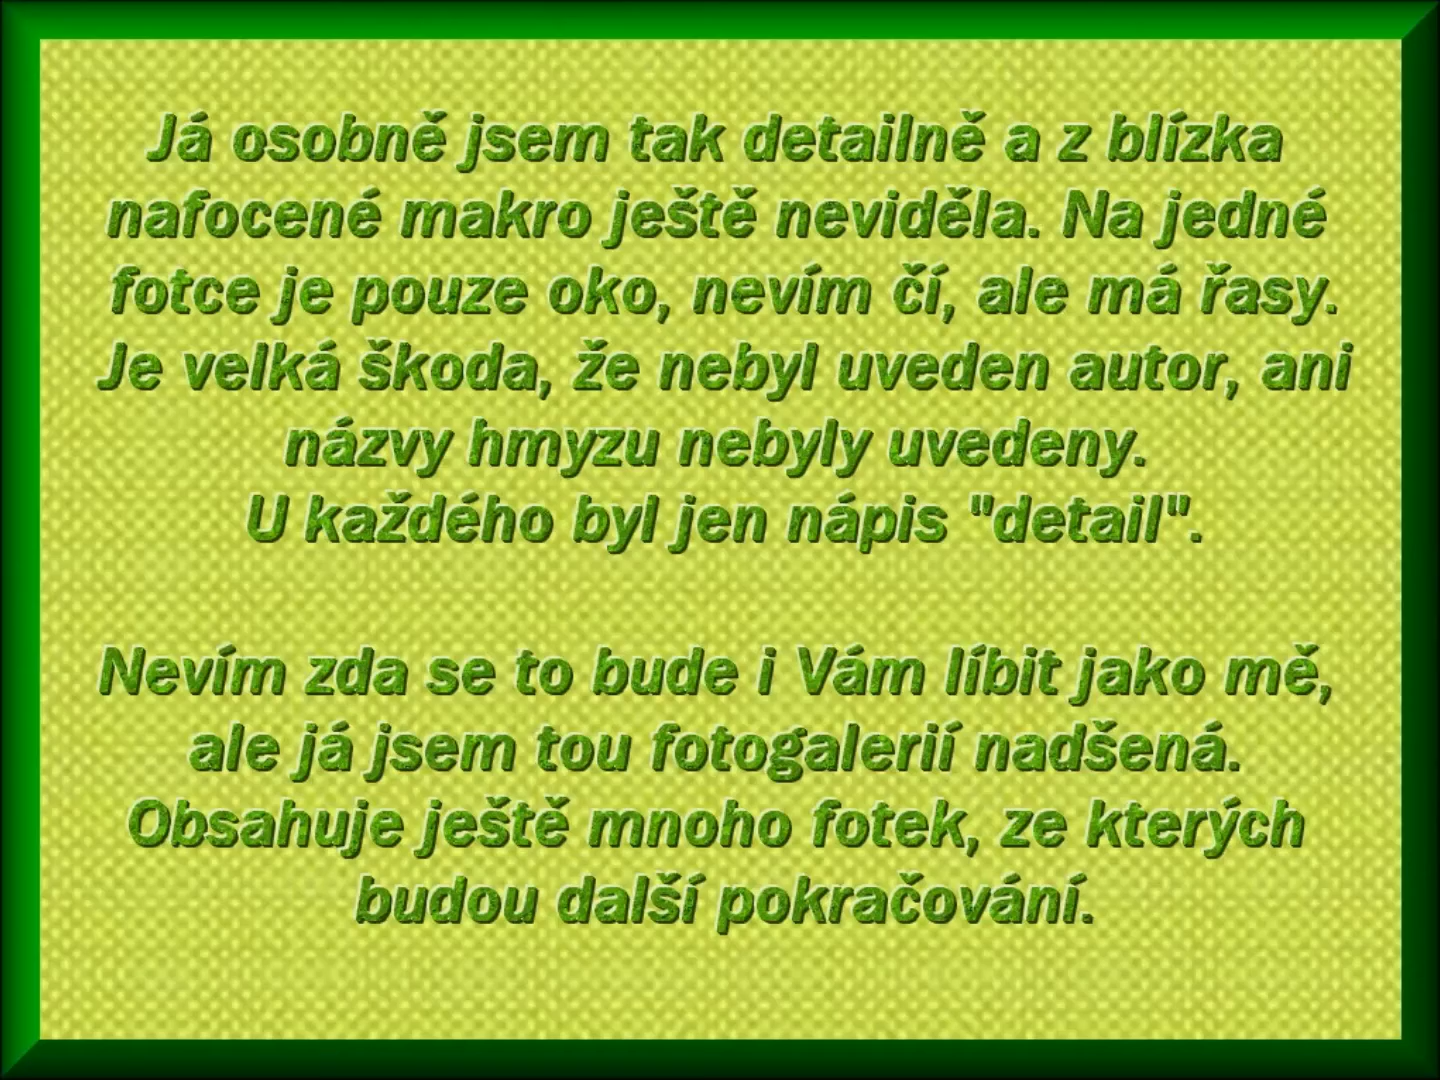 Já osobně jsem tak detailně a z blízka
nafocené makro ještě neviděla. Na jedné
fotce je pouze oko, nevím čí, ale má řasy.
Je velká škoda, že nebyl uveden autor, ani
názvy hmyzu nebyly uvedeny.
U každého byl jen nápis "detail".
Nevím zda se to bude i Vám líbit jako mě,
ale já jsem tou fotogalerií nadšená.
Obsahuje ještě mnoho fotek, ze kterých
budou další pokračování.